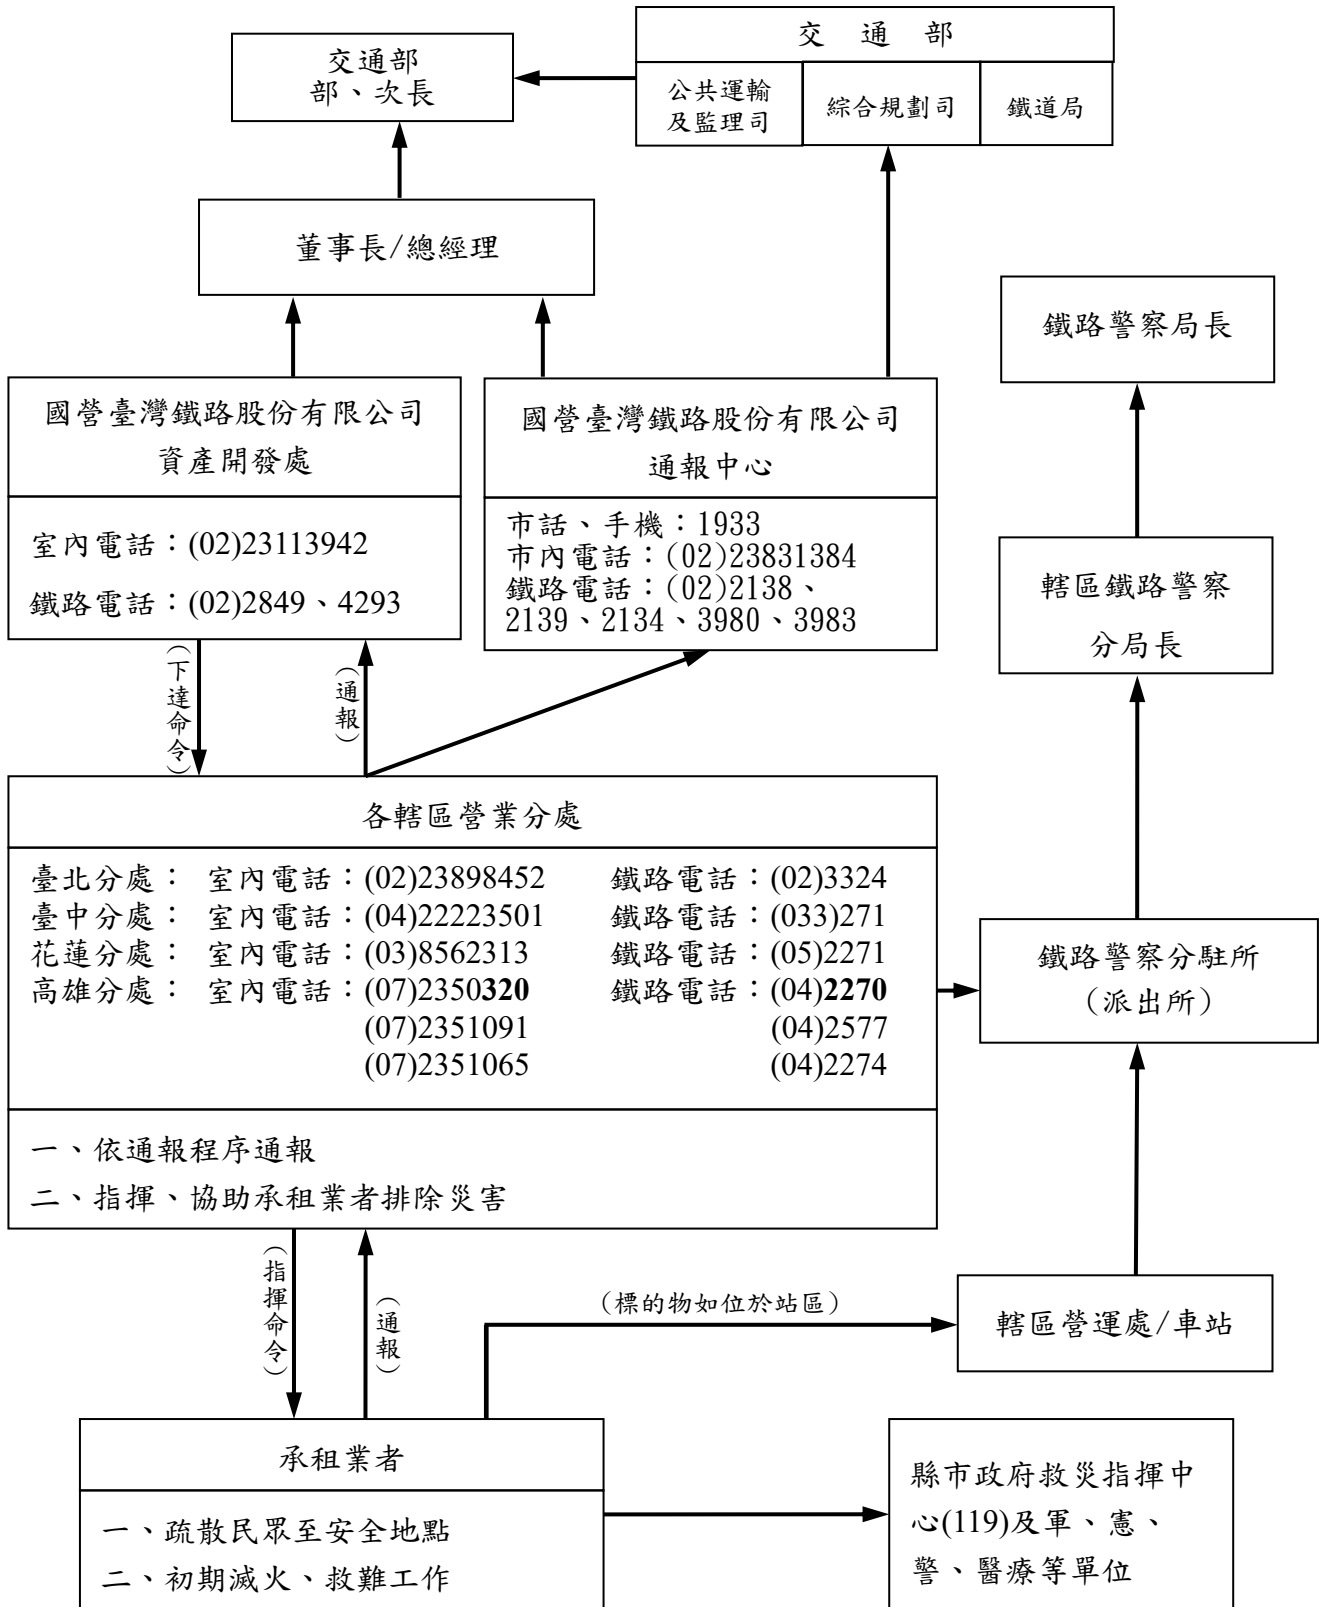 交通部
部、次長
交 通 部
公共運輸
及監理司
綜合規劃司
鐵道局
董事長/總經理
鐵路警察局長
國營臺灣鐵路股份有限公司
資產開發處
室內電話：(02)23113942
鐵路電話：(02)2849、4293
國營臺灣鐵路股份有限公司
通報中心
市話、手機：1933
市內電話：(02)23831384
鐵路電話：(02)2138、
2139、2134、3980、3983
轄區鐵路警察
分局長
(下達命令)
(通報)
各轄區營業分處
臺北分處： 室內電話：(02)23898452 鐵路電話：(02)3324
臺中分處： 室內電話：(04)22223501 鐵路電話：(033)271
花蓮分處： 室內電話：(03)8562313 鐵路電話：(05)2271
高雄分處： 室內電話：(07)2350320 鐵路電話：(04)2270
(07)2351091 (04)2577
(07)2351065 (04)2274
一、依通報程序通報
二、指揮、協助承租業者排除災害
鐵路警察分駐所
（派出所）
(指揮命令)
(通報)
（標的物如位於站區）
轄區營運處/車站
承租業者
一、疏散民眾至安全地點
二、初期滅火、救難工作
縣市政府救災指揮中
心(119)及軍、憲、
警、醫療等單位